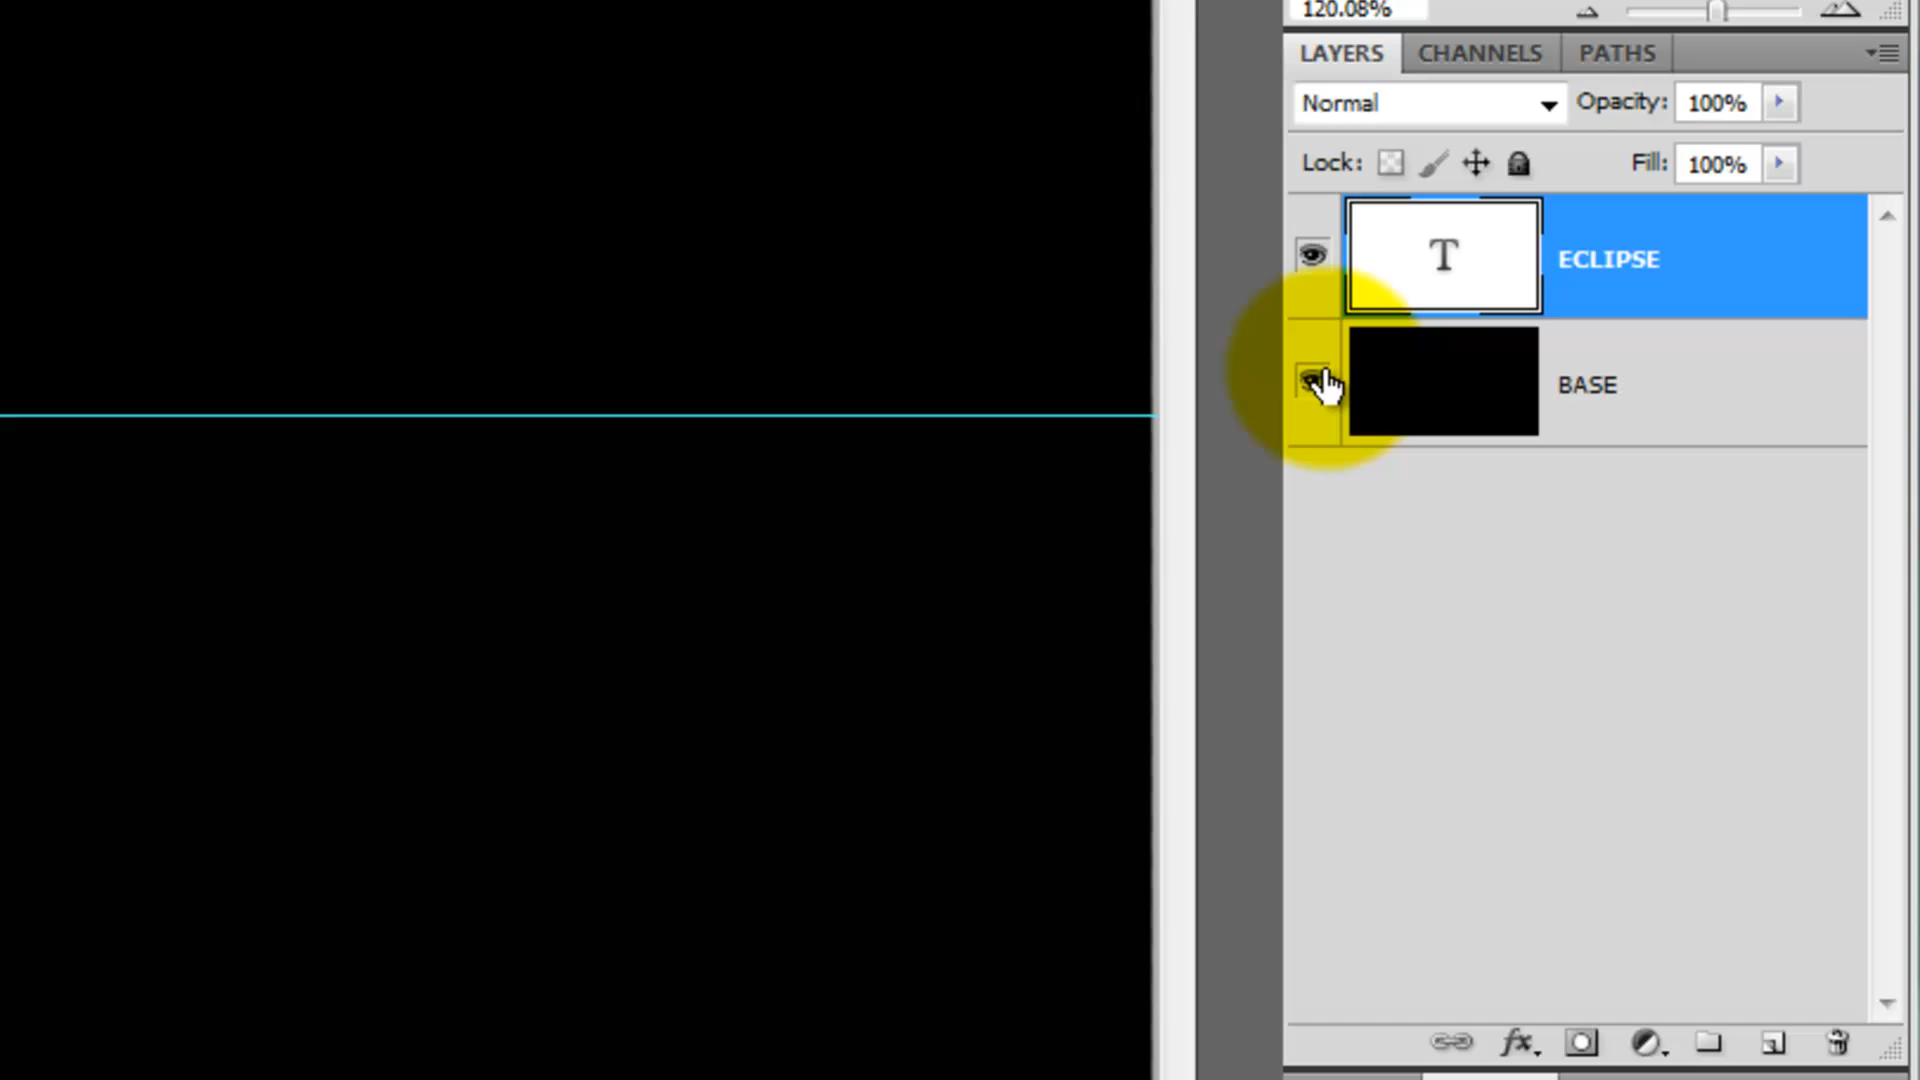 120.08%
LAYERS CHANNELS PATHS
Normal Opacity: 100%
Lock: Fill: 100%
T ECLIPSE
BASE
fx